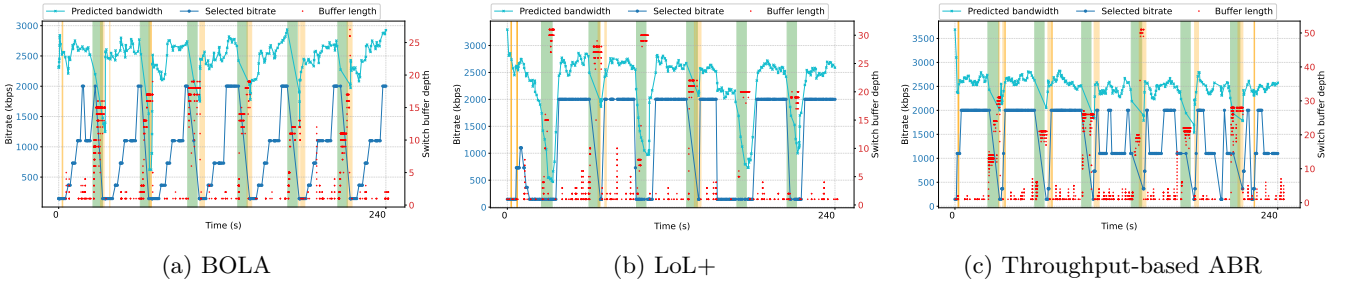 Predicted bandwidth Selected bitrate Buffer length
Bitrate (kbps)
3000
2500
2000
1500
1000
500
25
20
15
10
5
0
Switch buffer depth
0 240
Time (s)
(a) BOLA
Predicted bandwidth Selected bitrate Buffer length
Bitrate (kbps)
3000
2500
2000
1500
1000
500
0
30
25
20
15
10
5
0
Switch buffer depth
0 240
Time (s)
(b) LoL+
Predicted bandwidth Selected bitrate Buffer length
Bitrate (kbps)
3500
3000
2500
2000
1500
1000
500
0
50
40
30
20
10
0
Switch buffer depth
0 240
Time (s)
(c) Throughput-based ABR